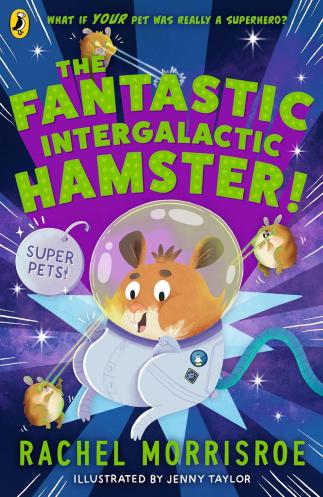 WHAT IF YOUR PET WAS REALLY A SUPERHERO?
THE
FANTASTIC
INTERGALACTIC
HAMSTER!
SUPER
PETS!
RACHEL MORRISROE
ILLUSTRATED BY JENNY TAYLOR